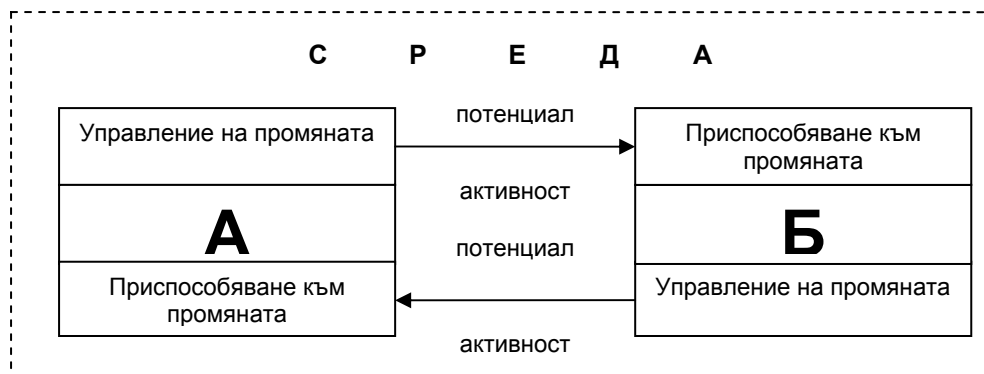 С Р Е Д А
Управление на промяната
потенциал
Приспособяване към
промяната
активност
А
потенциал
Б
Приспособяване към
промяната
Управление на промяната
активност